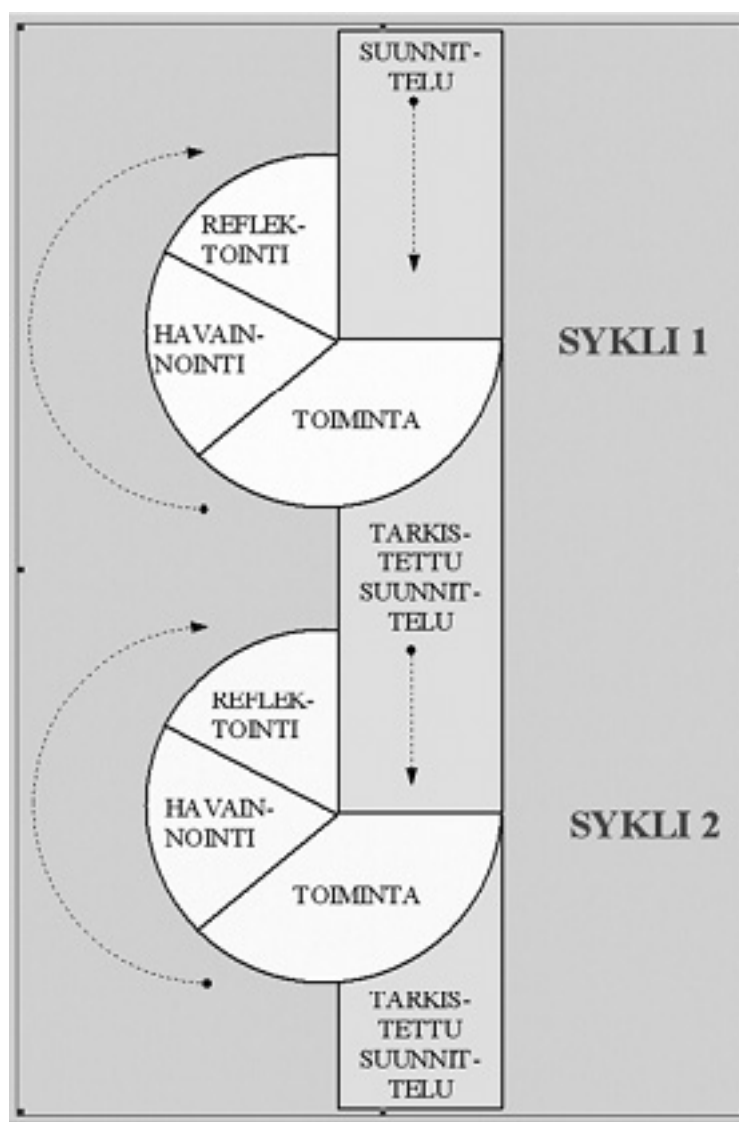 SUUNNIT-
TELU
REFLEK-
TOINTI
HAVAIN-
NOINTI
SYKLI 1
TOIMINTA
TARKIS-
TETTU
SUUNNIT-
TELU
REFLEK-
TOINTI
HAVAIN-
NOINTI
SYKLI 2
TOIMINTA
TARKIS-
TETTU
SUUNNIT-
TELU